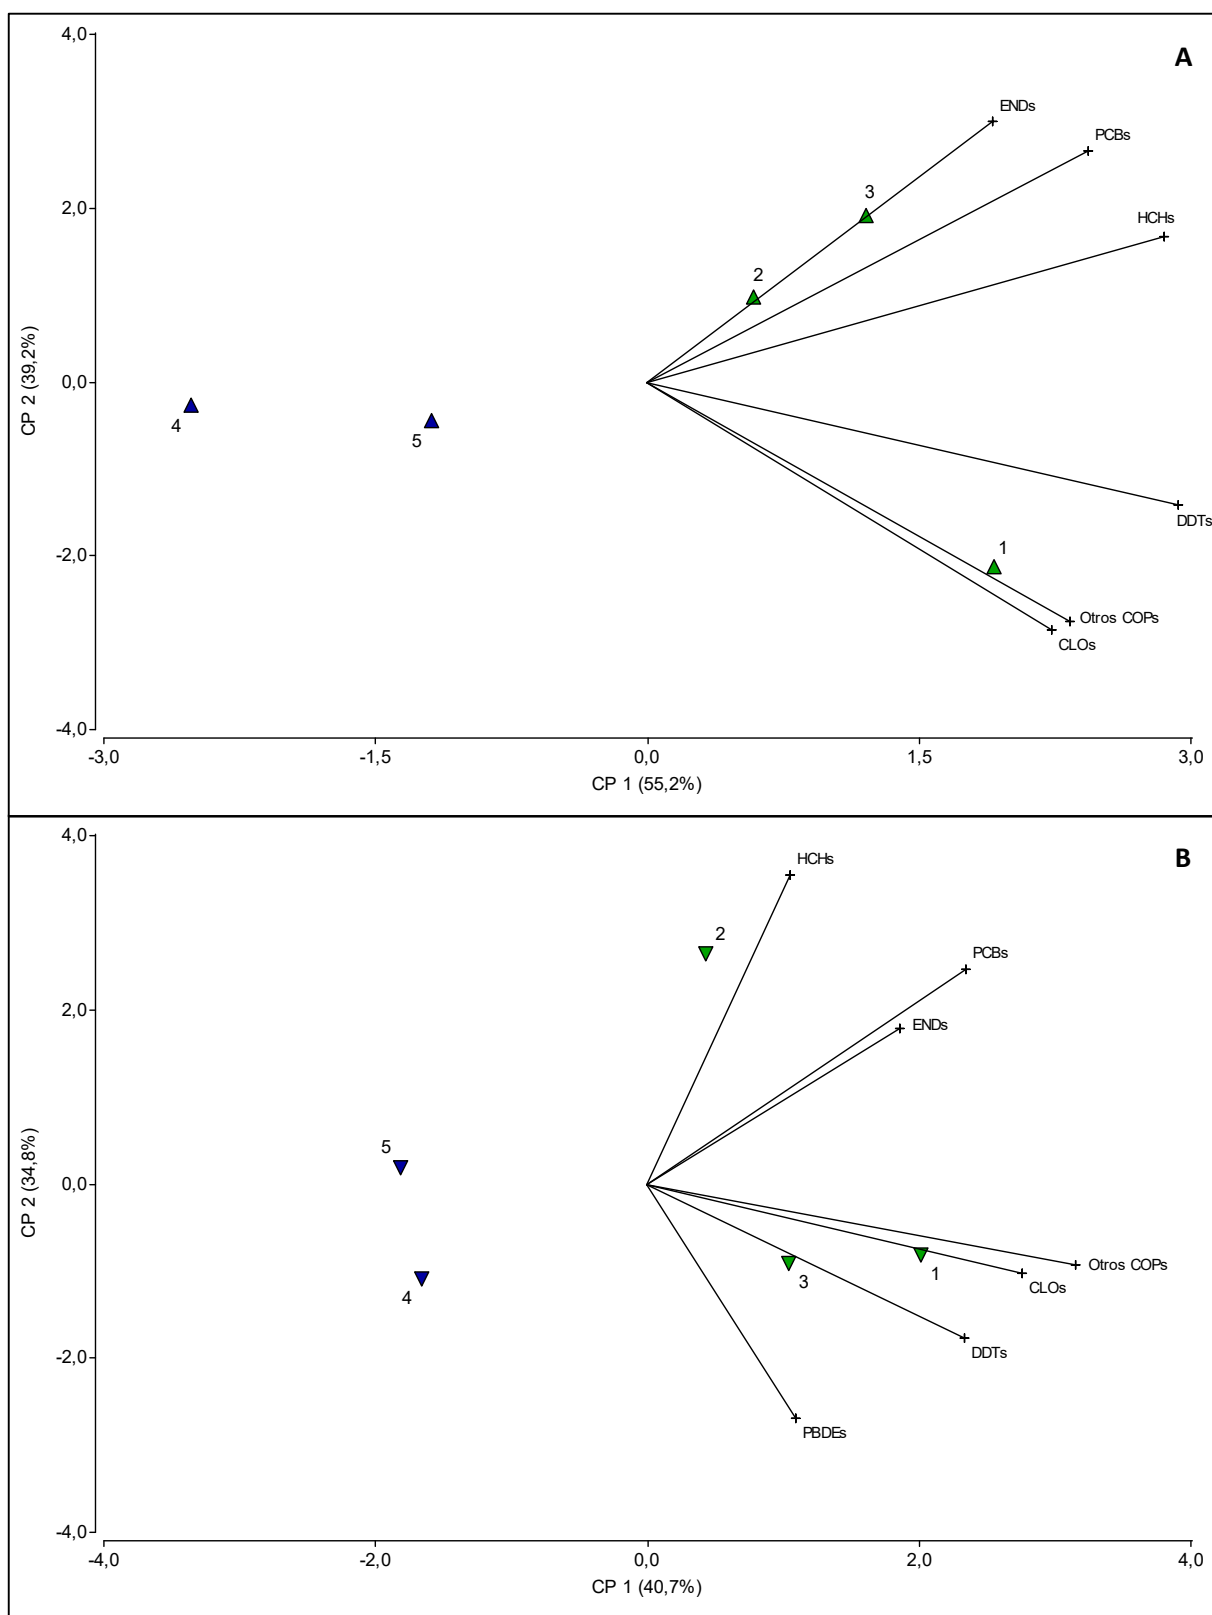 4,0
A
ENDs
PCBs
3
2,0
HCHs
2
CP 2 (39,2%)
0,0
4
5
DDTs
1
-2,0
Otros COPs
CLOs
-4,0
-3,0 -1,5 0,0 1,5 3,0
CP 1 (55,2%)
4,0
B
HCHs
2
PCBs
2,0
ENDs
CP 2 (34,8%)
5
0,0
Otros COPs
1
3
CLOs
4
DDTs
-2,0
PBDEs
-4,0
-4,0 -2,0 0,0 2,0 4,0
CP 1 (40,7%)